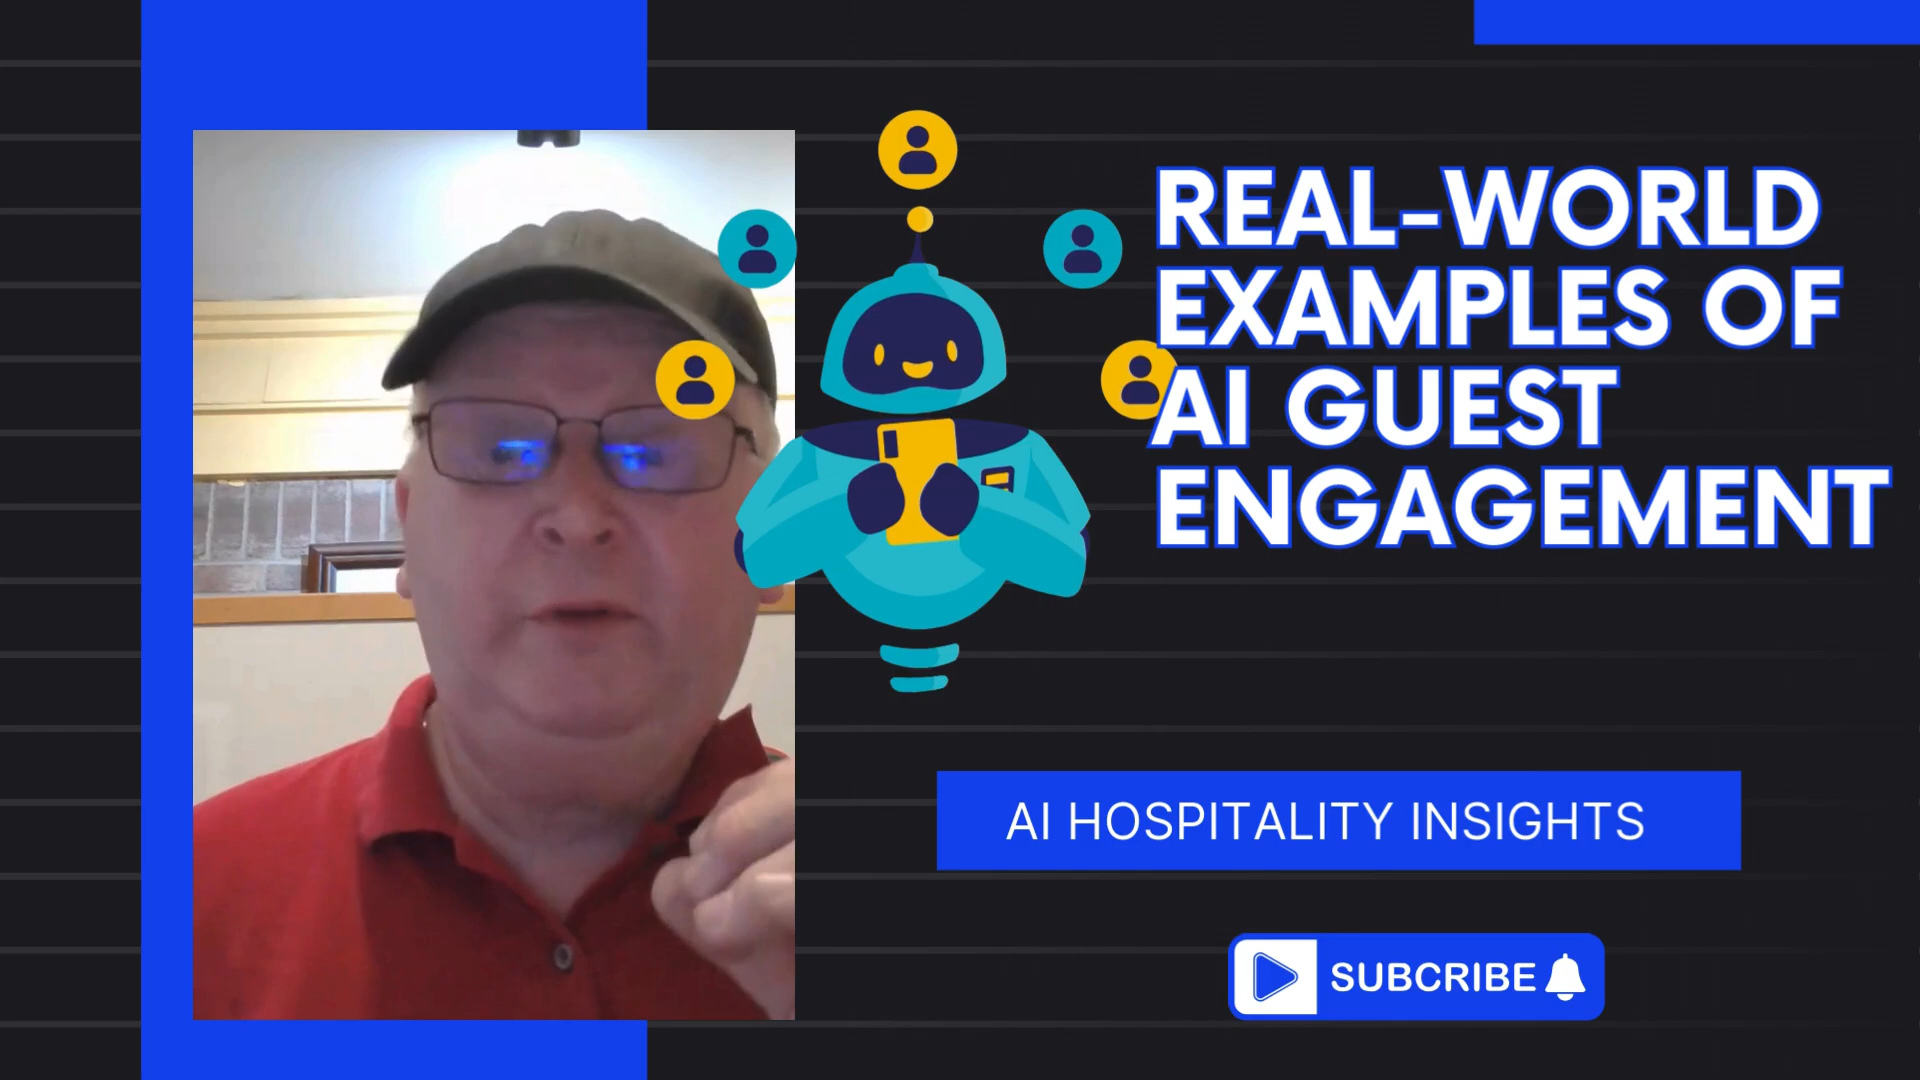 REAL-WORLD
EXAMPLES OF
AI GUEST
ENGAGEMENT
AI HOSPITALITY INSIGHTS
SUBCRIBE